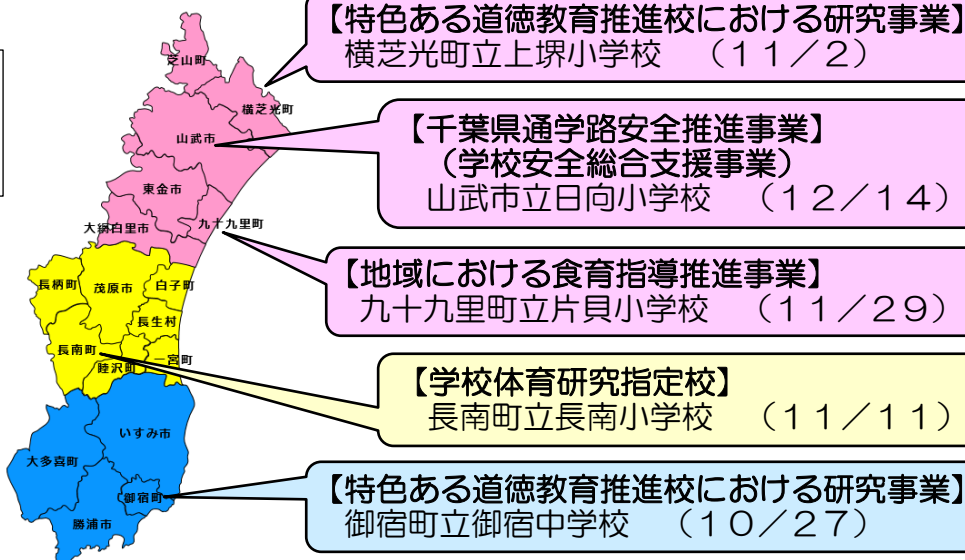 【特色ある道徳教育推進校における研究事業】
横芝光町立上堺小学校　（１１／２）
【千葉県通学路安全推進事業】
（学校安全総合支援事業）
山武市立日向小学校　（１２／１４）
【地域における食育指導推進事業】
九十九里町立片貝小学校　（１１／２９）
【学校体育研究指定校】
長南町立長南小学校　（１１／１１）
【特色ある道徳教育推進校における研究事業】
御宿町立御宿中学校　（１０／２７）
芝山町
横芝光町
山武市
東金市
九十九里町
大網白里市
長柄町
茂原市
白子町
長生村
長南町
一宮町
睦沢町
いすみ市
大多喜町
御宿町
勝浦市